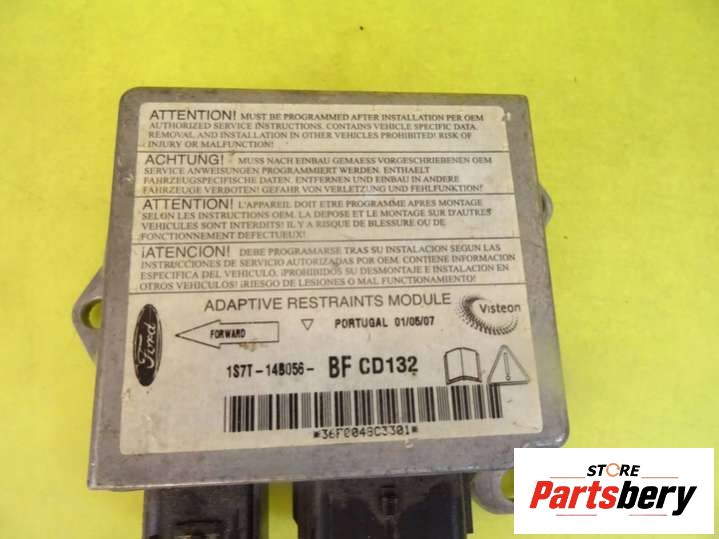 ATTENTION! MUST BE PROGRAMMED AFTER INSTALLATION PER OEM
AUTHORIZED SERVICE INSTRUCTIONS. CONTAINS VEHICLE SPECIFIC DATA.
REMOVAL AND INSTALLATION IN OTHER VEHICLES PROHIBITED! RISK OF
INJURY OR MALFUNCTION!
ACHTUNG! MUSS NACH EINBAU GEMAESS VORGESCHRIEBENEN OEM
SERVICE ANWEISUNGEN PROGRAMMIERT WERDEN. ENTHAELT
FAHRZEUGSPEZIFISCHE DATEN. ENTFERNEN UND EINBAU IN ANDERE
FAHRZEUGE VERBOTEN! GEFAHR VON VERLETZUNG UND FEHLFUNKTION!
ATTENTION! L'APPAREIL DOIT ETRE PROGRAMME APRES MONTAGE
SELON LES INSTRUCTIONS OEM. LA DEPOSE ET LE MONTAGE SUR D'AUTRES
VEHICULES SONT INTERDITS! IL Y A RISQUE DE BLESSURE OU DE
FONCTIONNEMENT DEFECTUEUX!
¡ATENCION! DEBE PROGRAMARSE TRAS SU INSTALACION SEGUN LAS
INSTRUCCIONES DE SERVICIO AUTORIZADAS POR OEM. CONTIENE INFORMACION
ESPECIFICA DEL VEHICULO. ¡PROHIBIDO SU DESMONTAJE E INSTALACION EN
OTROS VEHICULOS! ¡RIESGO DE LESIONES O MAL FUNCTIONAMIENTO!
ADAPTIVE RESTRAINTS MODULE
Visteon
Ford
FORWARD
PORTUGAL 01/05/07
1S7T-14B056- BF CD132
*36F0048C3301*
STORE
Partsbery